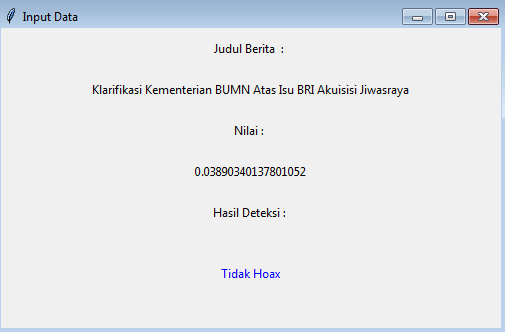 Input Data
Judul Berita :
Klarifikasi Kementerian BUMN Atas Isu BRI Akuisisi Jiwasraya
Nilai :
0.03890340137801052
Hasil Deteksi :
Tidak Hoax